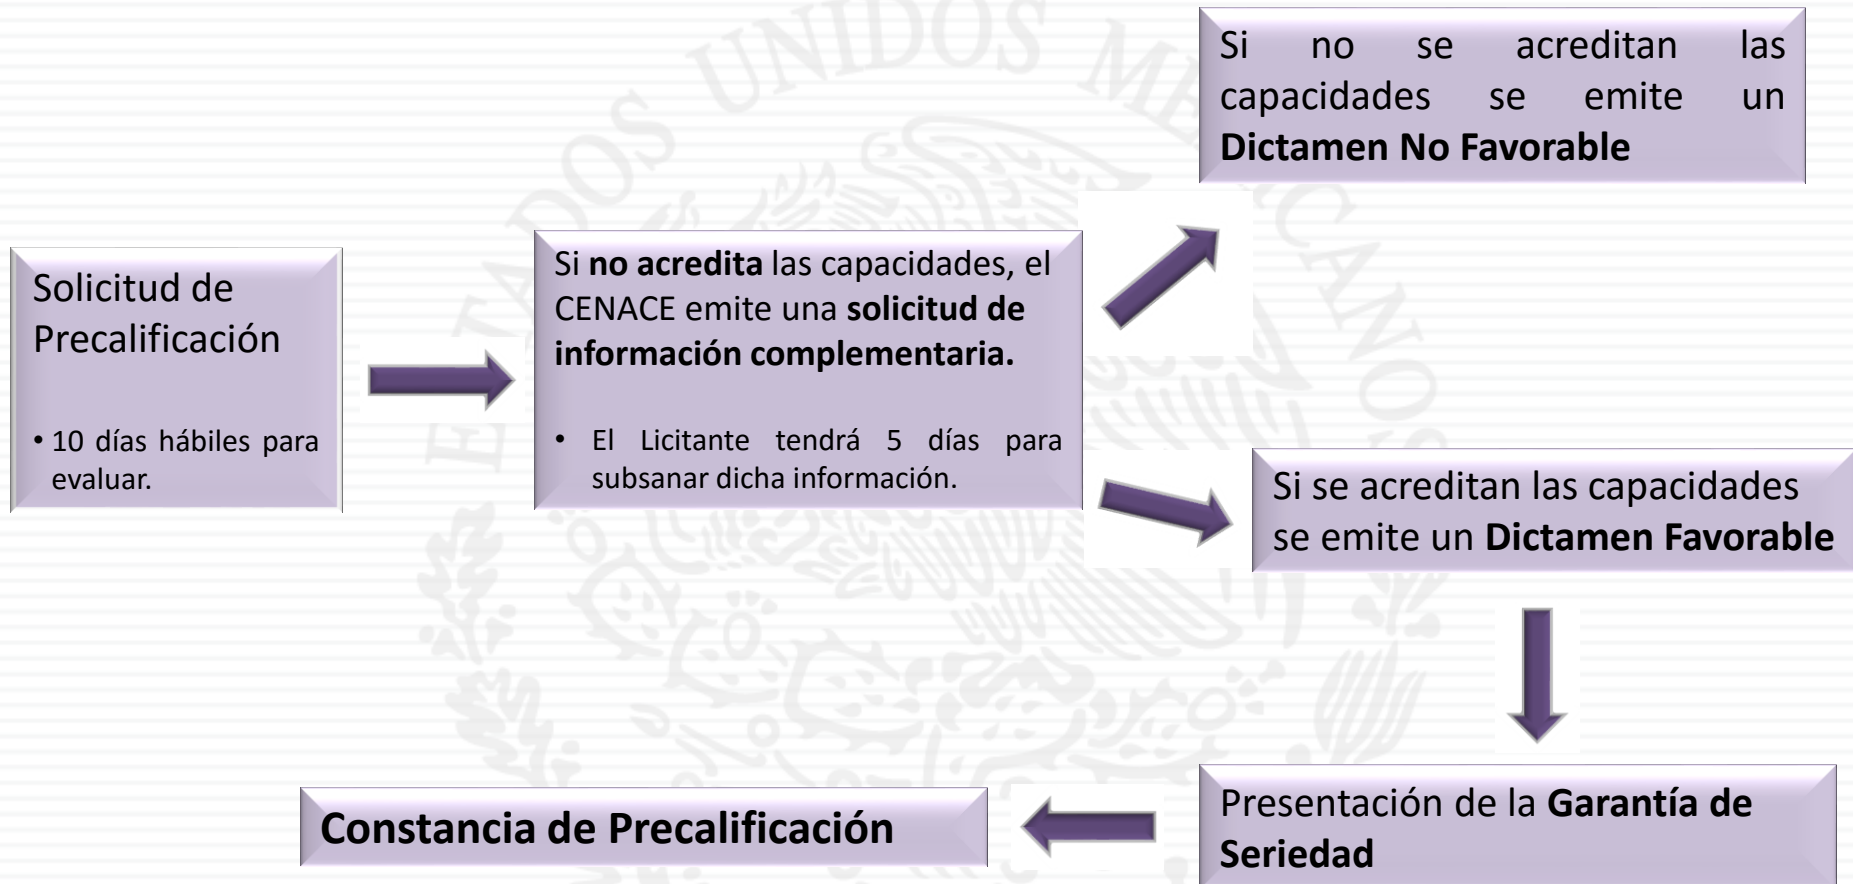 Si no se acreditan las
capacidades se emite un
Dictamen No Favorable
Solicitud de
Precalificación
• 10 días hábiles para
evaluar.
Si no acredita las capacidades, el
CENACE emite una solicitud de
información complementaria.
• El Licitante tendrá 5 días para
subsanar dicha información.
Si se acreditan las capacidades
se emite un Dictamen Favorable
Presentación de la Garantía de
Seriedad
Constancia de Precalificación
ESTADOS UNIDOS MEXICANOS